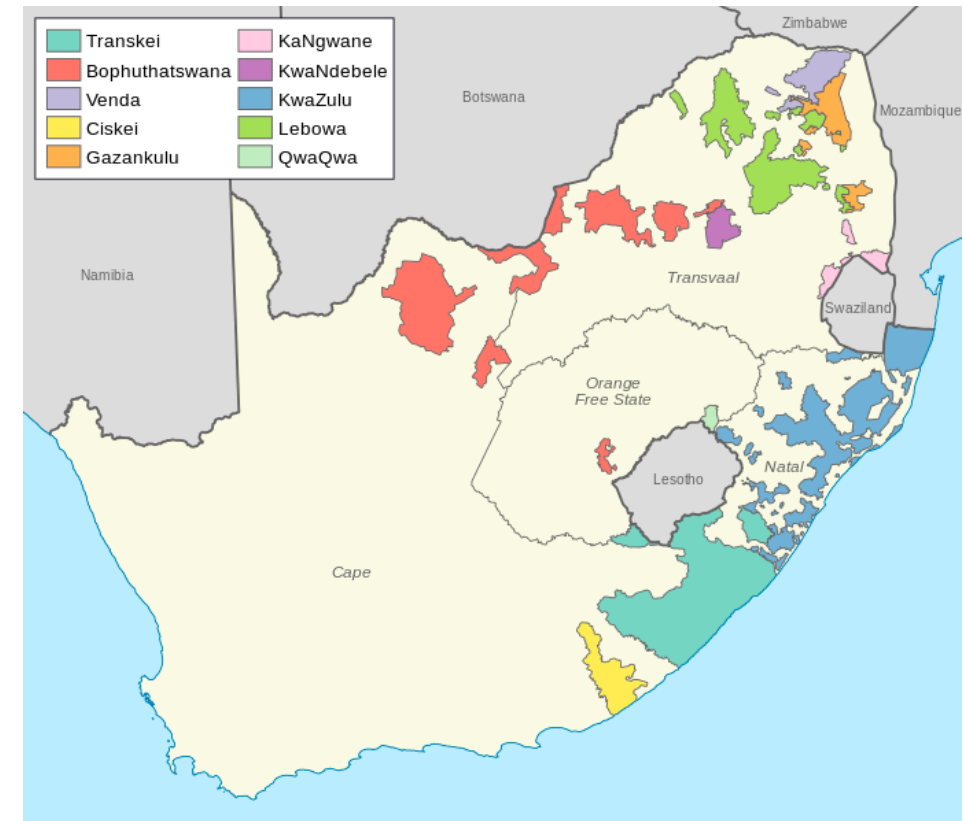 Transkei
Bophuthatswana
Venda
Ciskei
Gazankulu
KaNgwane
KwaNdebele
KwaZulu
Lebowa
QwaQwa
Zimbabwe
Botswana
Mozambique
Namibia
Transvaal
Swaziland
Orange
Free State
Natal
Lesotho
Cape